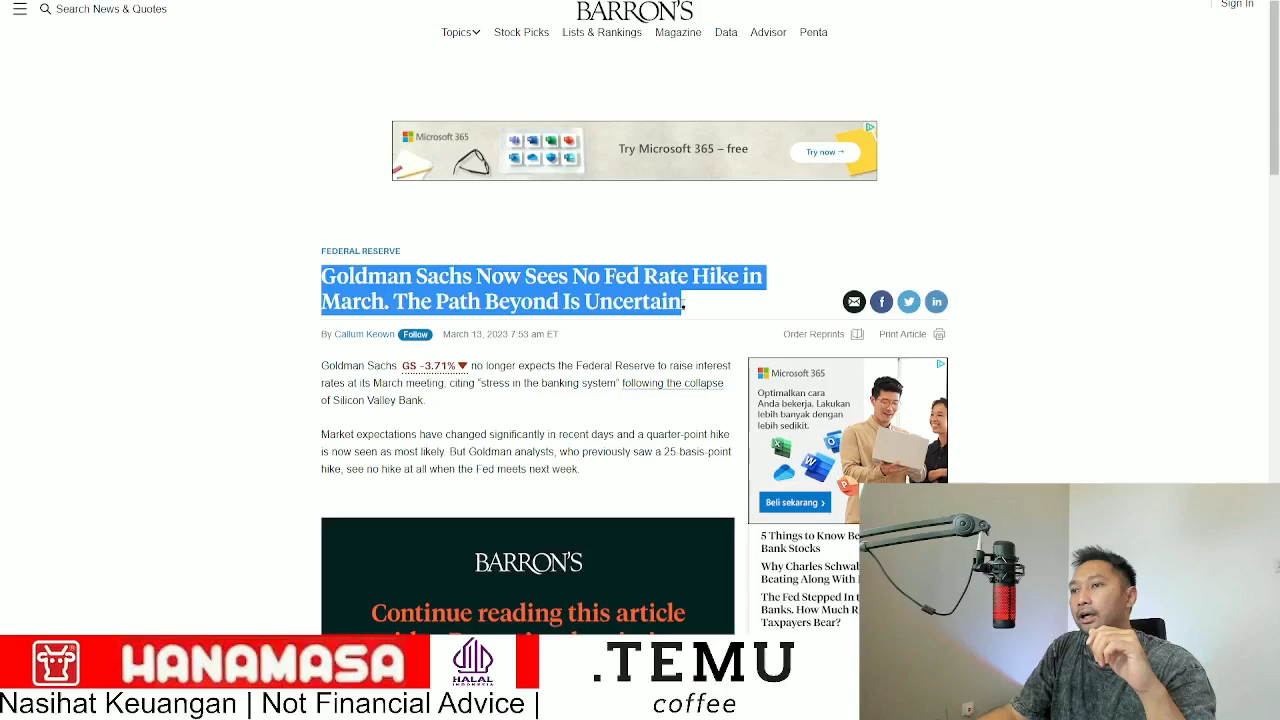 Search News & Quotes
BARRON'S
Sign In
Topics
Stock Picks
Lists & Rankings
Magazine
Data
Advisor
Penta
Microsoft 365
Try Microsoft 365 – free
Try now →
FEDERAL RESERVE
Goldman Sachs Now Sees No Fed Rate Hike in
March. The Path Beyond Is Uncertain.
By Callum Keown Follow March 13, 2023 7:53 am ET
Order Reprints
Print Article
Goldman Sachs GS -3.71% no longer expects the Federal Reserve to raise interest
rates at its March meeting, citing “stress in the banking system” following the collapse
of Silicon Valley Bank.
Market expectations have changed significantly in recent days and a quarter-point hike
is now seen as most likely. But Goldman analysts, who previously saw a 25-basis-point
hike, see no hike at all when the Fed meets next week.
Microsoft 365
Optimalkan cara
Anda bekerja. Lakukan
lebih banyak dengan
lebih sedikit.
Beli sekarang
5 Things to Know
Bank Stocks
Why Charles Schwab
Beating Along With
The Fed Stepped In
Banks. How Much
Taxpayers Bear?
BARRON'S
Continue reading this article
HANAMASA
HALAL
INDONESIA
.TEMU
coffee
Nasihat Keuangan | Not Financial Advice |